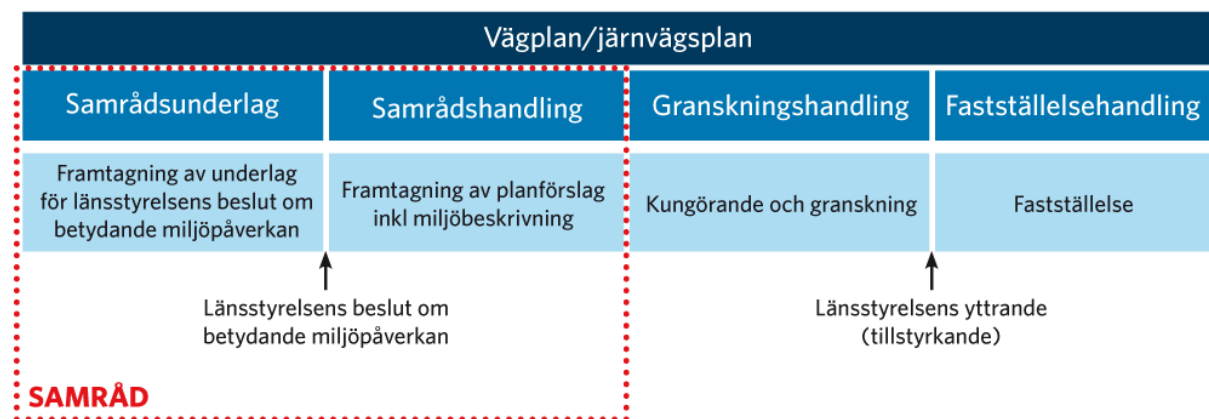 Vägplan/järnvägsplan
Samrådsunderlag
Samrådshandling
Granskningshandling
Fastställelsehandling
Framtagning av underlag
för länsstyrelsens beslut om
betydande miljöpåverkan
Framtagning av planförslag
inkl miljöbeskrivning
Kungörande och granskning
Fastställelse
Länsstyrelsens beslut om
betydande miljöpåverkan
Länsstyrelsens yttrande
(tillstyrkande)
SAMRÅD